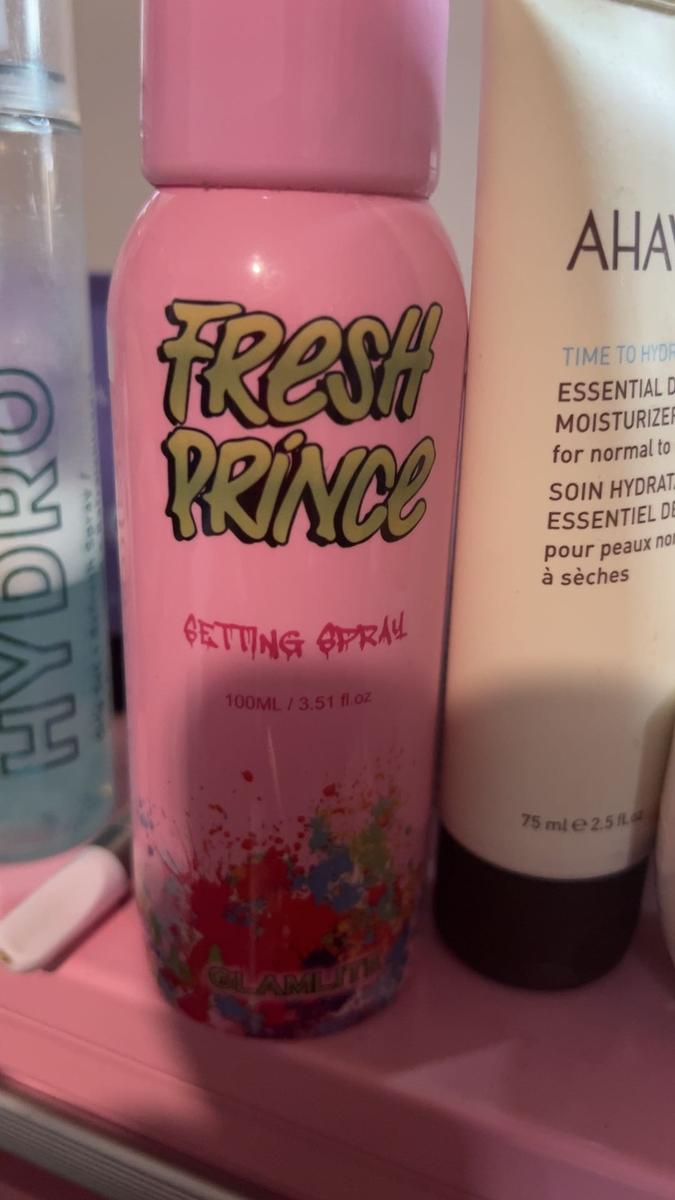 HYDRO
FRESH
PRINCE
SETTING SPRAY
100ML / 3.51 fl.oz
GLAMLITE
AHAV
TIME TO HYDR
ESSENTIAL D
MOISTURIZER
for normal to
SOIN HYDRAT
ESSENTIEL DE
pour peaux nor
à sèches
75 ml e 2.5 fl.oz